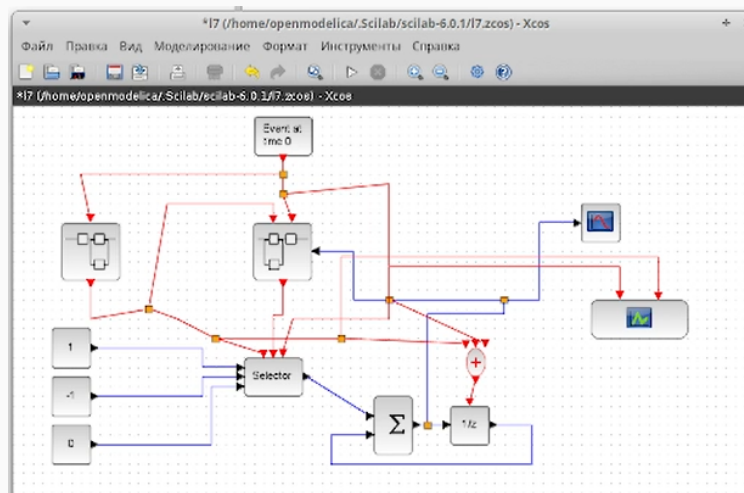 *l7 (/home/openmodelica/.Scilab/scilab-6.0.1/l7.zcos) - Xcos
Файл Правка Вид Моделирование Формат Инструменты Справка
*l7 (/home/openmodelica/.Scilab/scilab-6.0.1/l7.zcos) - Xcos
Event at
time 0
1
-1
0
Selector
Σ
+
1/z